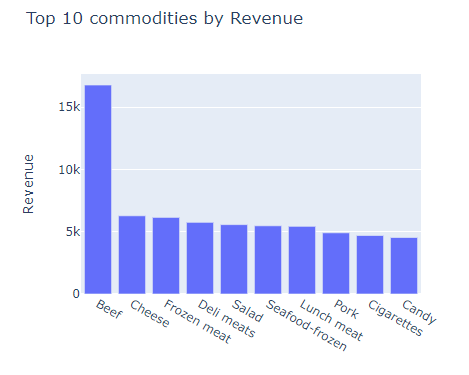 Top 10 commodities by Revenue
Revenue
15k
10k
5k
0
Beef
Cheese
Frozen meat
Deli meats
Salad
Seafood-frozen
Lunch meat
Pork
Cigarettes
Candy